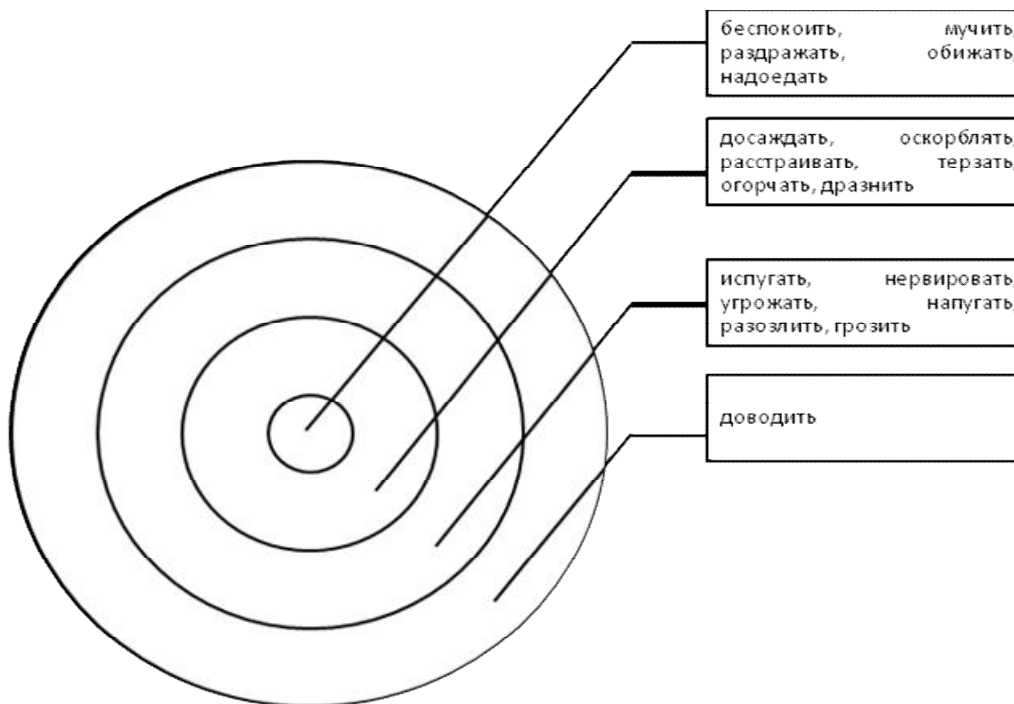 беспокоить, мучить,
раздражать, обижать,
надоедать
досаждать, оскорблять,
расстраивать, терзать,
огорчать, дразнить
испугать, нервировать,
угрожать, напугать,
разозлить, грозить
доводить